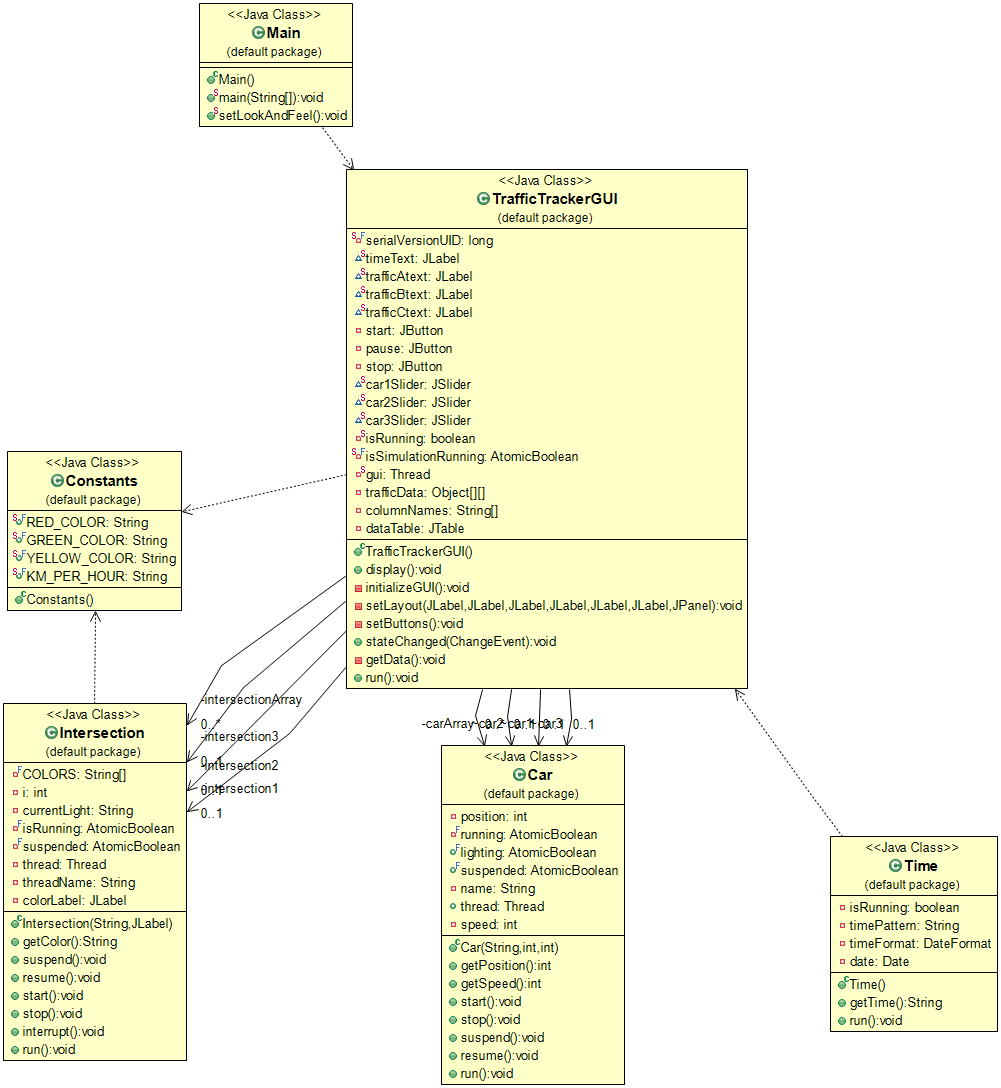 <<Java Class>>
Main
(default package)
Main()
main(String[]):void
setLookAndFeel():void
<<Java Class>>
TrafficTrackerGUI
(default package)
serialVersionUID: long
timeText: JLabel
trafficAtext: JLabel
trafficBtext: JLabel
trafficCtext: JLabel
start: JButton
pause: JButton
stop: JButton
car1Slider: JSlider
car2Slider: JSlider
car3Slider: JSlider
isRunning: boolean
isSimulationRunning: AtomicBoolean
gui: Thread
trafficData: Object[][]
columnNames: String[]
dataTable: JTable
TrafficTrackerGUI()
display():void
initializeGUI():void
setLayout(JLabel,JLabel,JLabel,JLabel,JLabel,JLabel,JPanel):void
setButtons():void
stateChanged(ChangeEvent):void
getData():void
run():void
<<Java Class>>
Constants
(default package)
RED_COLOR: String
GREEN_COLOR: String
YELLOW_COLOR: String
KM_PER_HOUR: String
Constants()
-intersectionArray
0..*
-intersection3
0..1
-intersection2
0..1
-intersection1
0..1
-carArray
0..*
-car2
0..1
-car1
0..1
-car3
0..1
<<Java Class>>
Intersection
(default package)
COLORS: String[]
i: int
currentLight: String
isRunning: AtomicBoolean
suspended: AtomicBoolean
thread: Thread
threadName: String
colorLabel: JLabel
Intersection(String,JLabel)
getColor():String
suspend():void
resume():void
start():void
stop():void
interrupt():void
run():void
<<Java Class>>
Car
(default package)
position: int
running: AtomicBoolean
lighting: AtomicBoolean
suspended: AtomicBoolean
name: String
thread: Thread
speed: int
Car(String,int,int)
getPosition():int
getSpeed():int
start():void
stop():void
suspend():void
resume():void
run():void
<<Java Class>>
Time
(default package)
isRunning: boolean
timePattern: String
timeFormat: DateFormat
date: Date
Time()
getTime():String
run():void